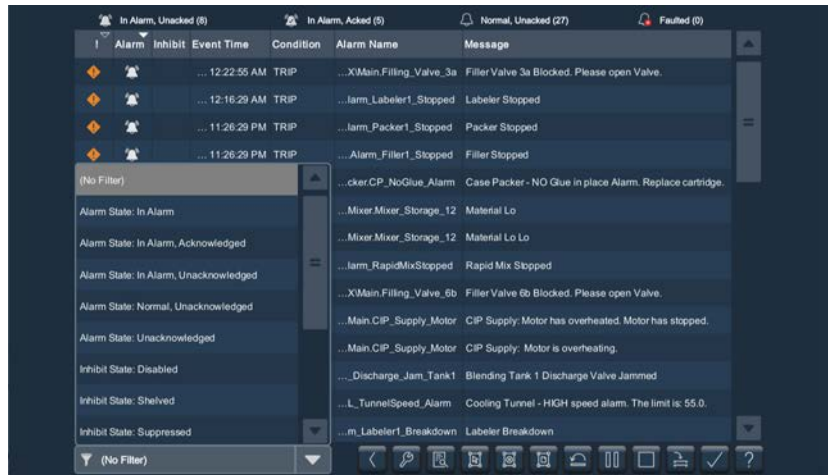 In Alarm, Unacked (8) In Alarm, Acked (5) Normal, Unacked (27) Faulted (0)
! Alarm Inhibit Event Time Condition Alarm Name Message
... 12:22:55 AM TRIP ...X\Main.Filling_Valve_3a Filler Valve 3a Blocked. Please open Valve.
... 12:16:29 AM TRIP ...larm_Labeler1_Stopped Labeler Stopped
... 11:26:29 PM TRIP ...larm_Packer1_Stopped Packer Stopped
... 11:26:29 PM TRIP ...Alarm_Filler1_Stopped Filler Stopped
(No Filter) ...cker.CP_NoGlue_Alarm Case Packer - NO Glue in place Alarm. Replace cartridge.
Alarm State: In Alarm ...Mixer.Mixer_Storage_12 Material Lo
Alarm State: In Alarm, Acknowledged ...Mixer.Mixer_Storage_12 Material Lo Lo
Alarm State: In Alarm, Unacknowledged ...larm_RapidMixStopped Rapid Mix Stopped
Alarm State: Normal, Unacknowledged ...X\Main.Filling_Valve_6b Filler Valve 6b Blocked. Please open Valve.
Alarm State: Unacknowledged ...Main.CIP_Supply_Motor CIP Supply: Motor has overheated. Motor has stopped.
...Main.CIP_Supply_Motor CIP Supply: Motor is overheating.
Inhibit State: Disabled ..._Discharge_Jam_Tank1 Blending Tank 1 Discharge Valve Jammed
Inhibit State: Shelved ...L_TunnelSpeed_Alarm Cooling Tunnel - HIGH speed alarm. The limit is: 55.0.
Inhibit State: Suppressed ...m_Labeler1_Breakdown Labeler Breakdown
(No Filter) ?